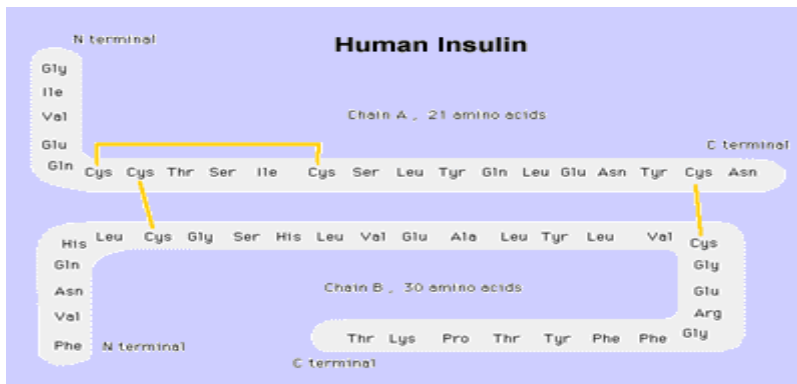 N terminal
Human Insulin
Gly
Ile
Val
Chain A , 21 amino acids
Glu
C terminal
Gln Cys Cys Thr Ser Ile Cys Ser Leu Tyr Gln Leu Glu Asn Tyr Cys Asn
His Leu Cys Gly Ser His Leu Val Glu Ala Leu Tyr Leu Val Cys
Gln Gly
Asn Chain B , 30 amino acids Glu
Val Arg
Phe N terminal Thr Lys Pro Thr Tyr Phe Phe Gly
C terminal